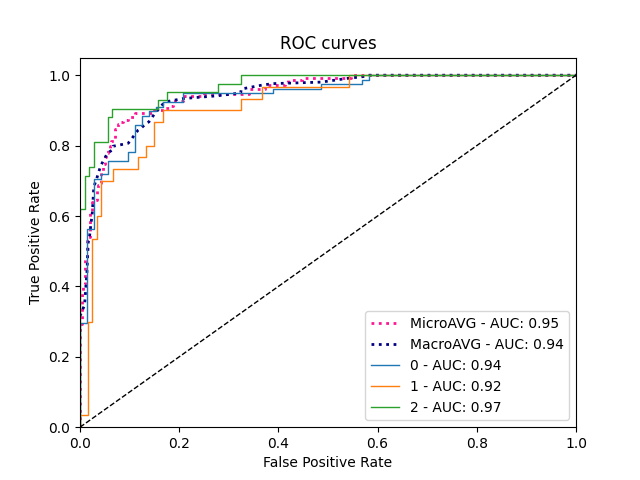 ROC curves
True Positive Rate
1.0
0.8
0.6
0.4
0.2
0.0
MicroAVG - AUC: 0.95
MacroAVG - AUC: 0.94
0 - AUC: 0.94
1 - AUC: 0.92
2 - AUC: 0.97
0.0 0.2 0.4 0.6 0.8 1.0
False Positive Rate